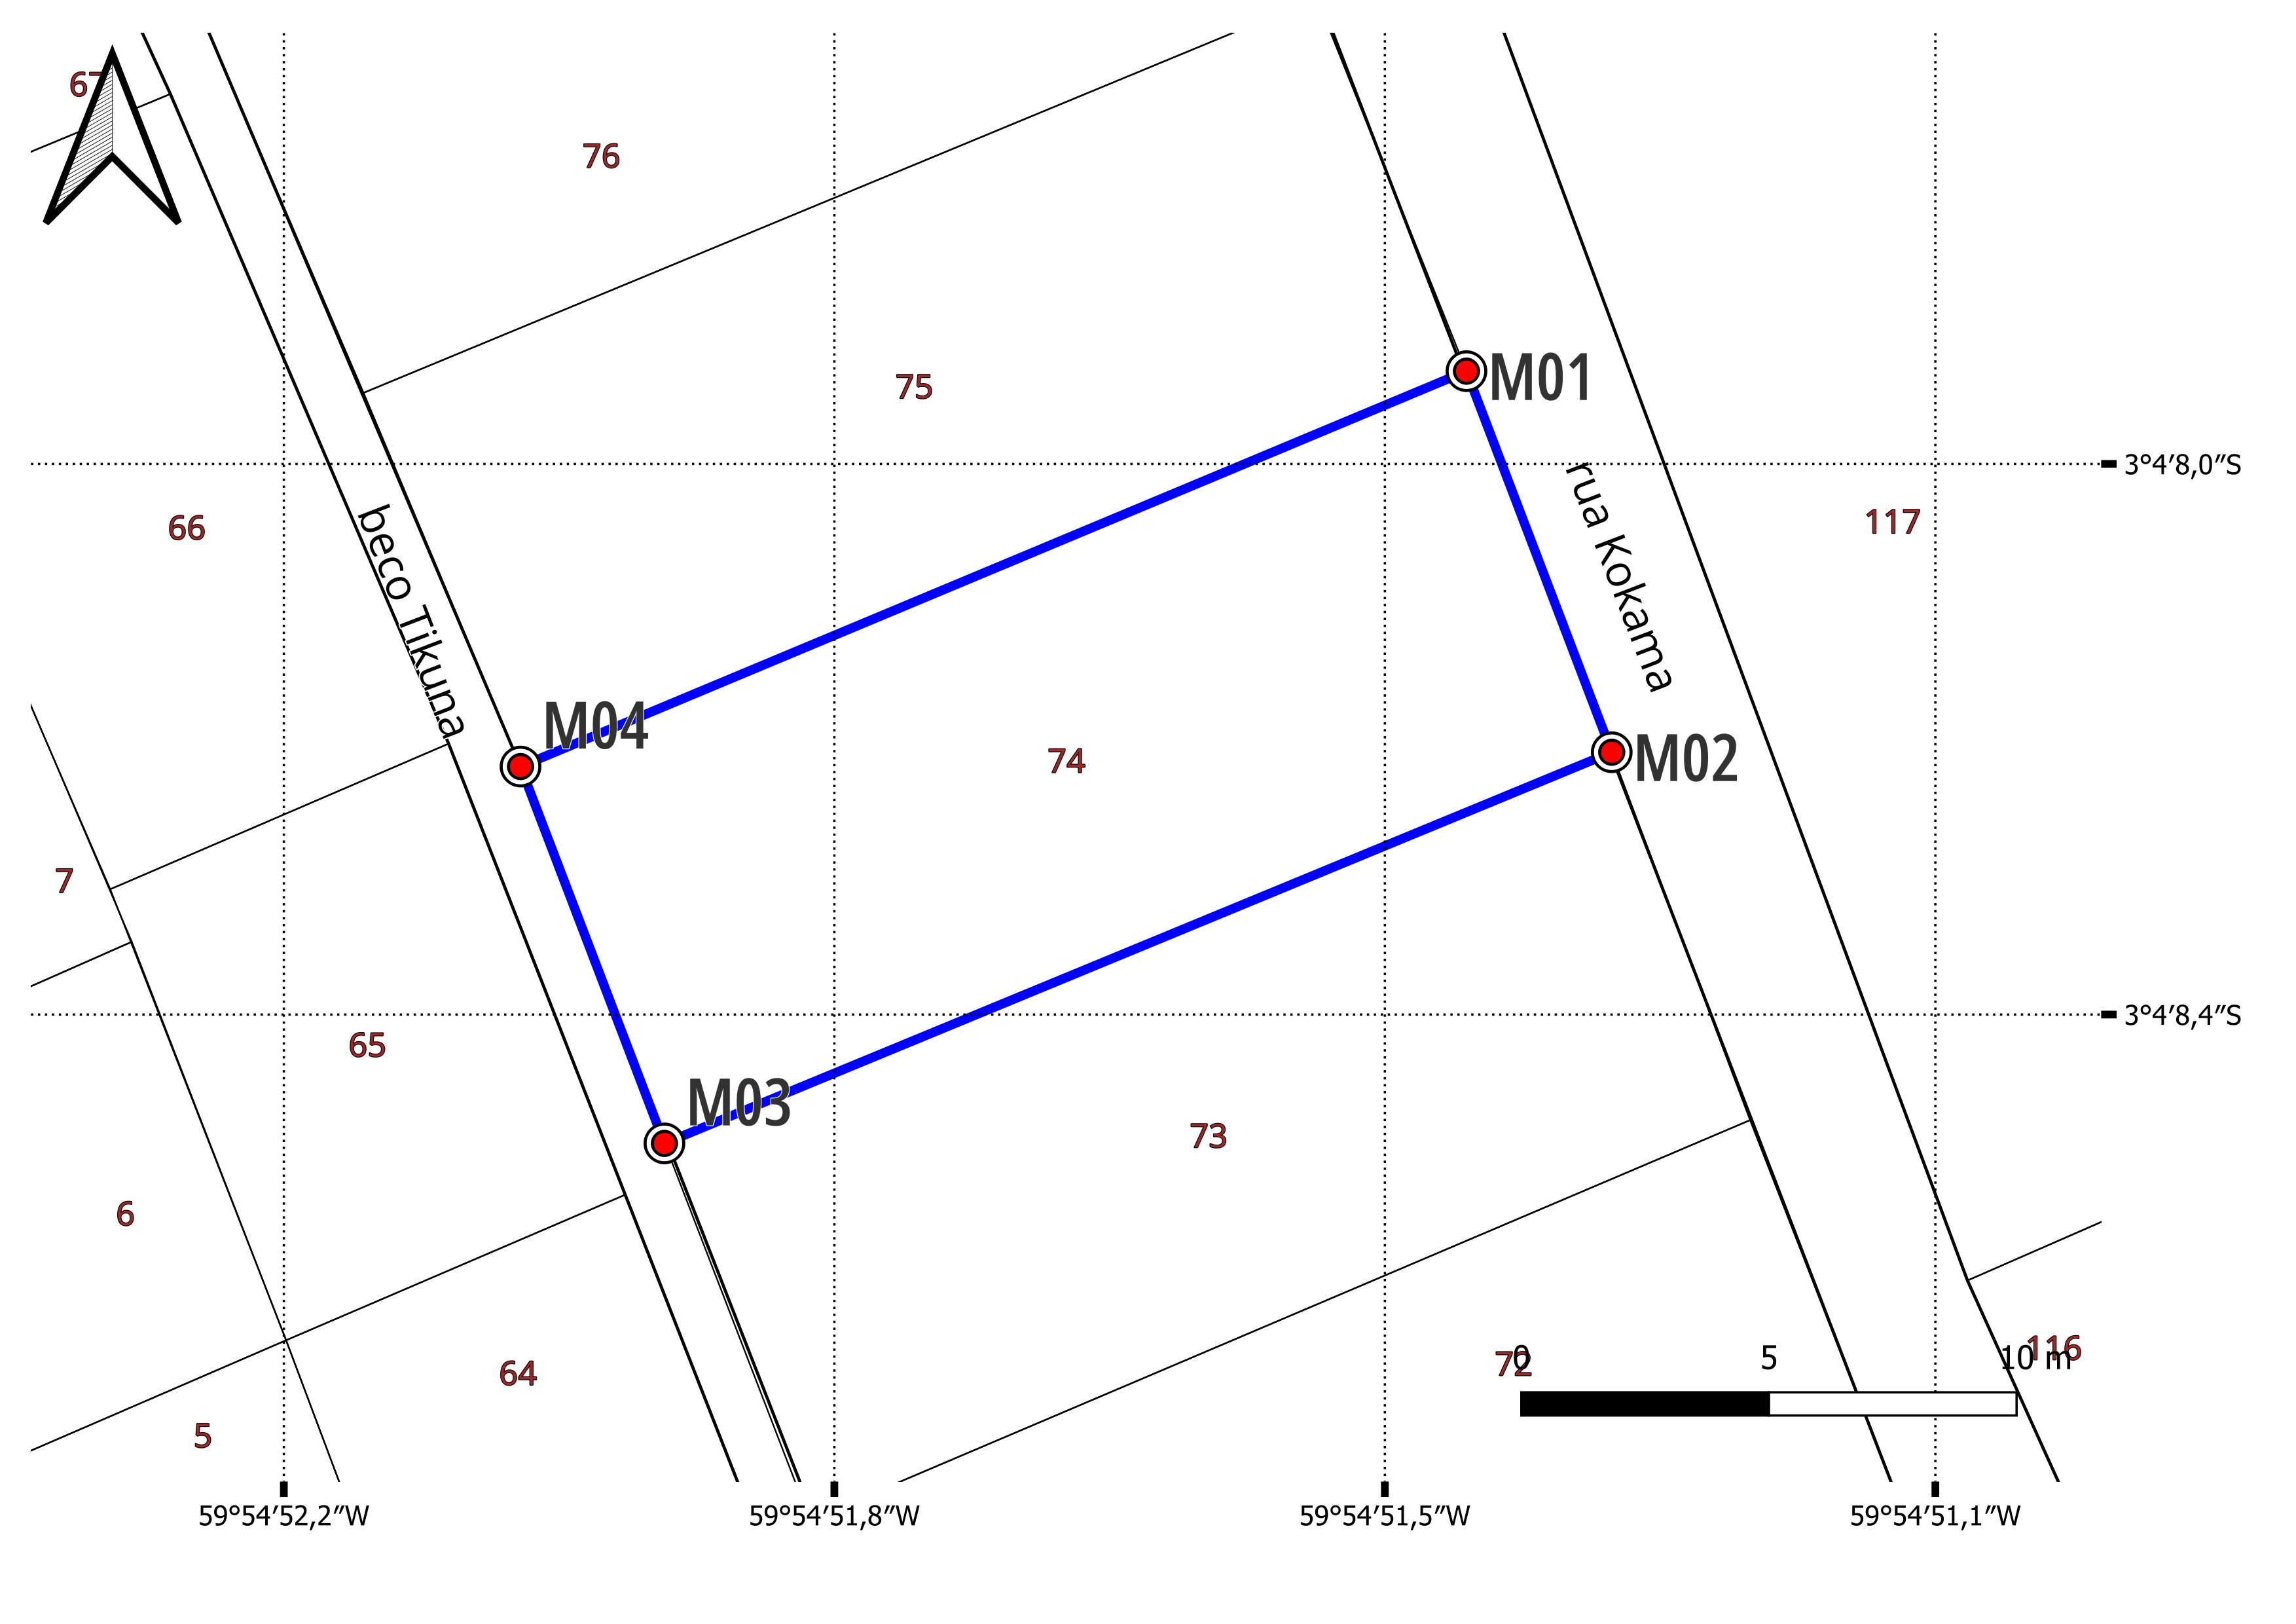 67
76
75
M01
3°4′8,0″S
66
beco Tikuna
rua Kokama
117
M04
74
M02
7
3°4′8,4″S
65
M03
73
6
64
72
0
5
10 m
116
5
59°54′52,2″W
59°54′51,8″W
59°54′51,5″W
59°54′51,1″W